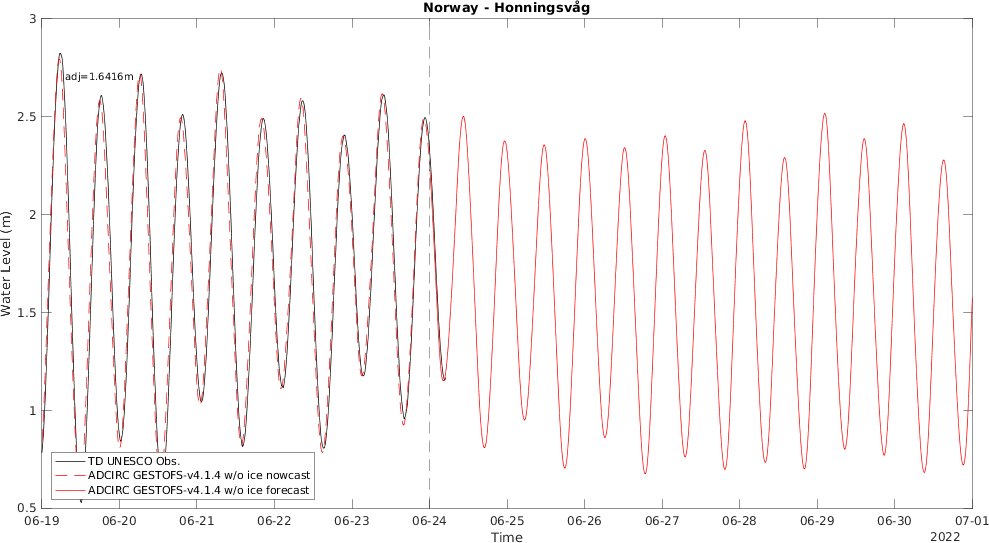 Norway - Honningsvåg
3
2.5
2
1.5
1
0.5
Water Level (m)
adj=1.6416m
TD UNESCO Obs.
ADCIRC GESTOFS-v4.1.4 w/o ice nowcast
ADCIRC GESTOFS-v4.1.4 w/o ice forecast
06-19 06-20 06-21 06-22 06-23 06-24 06-25 06-26 06-27 06-28 06-29 06-30 07-01
Time
2022